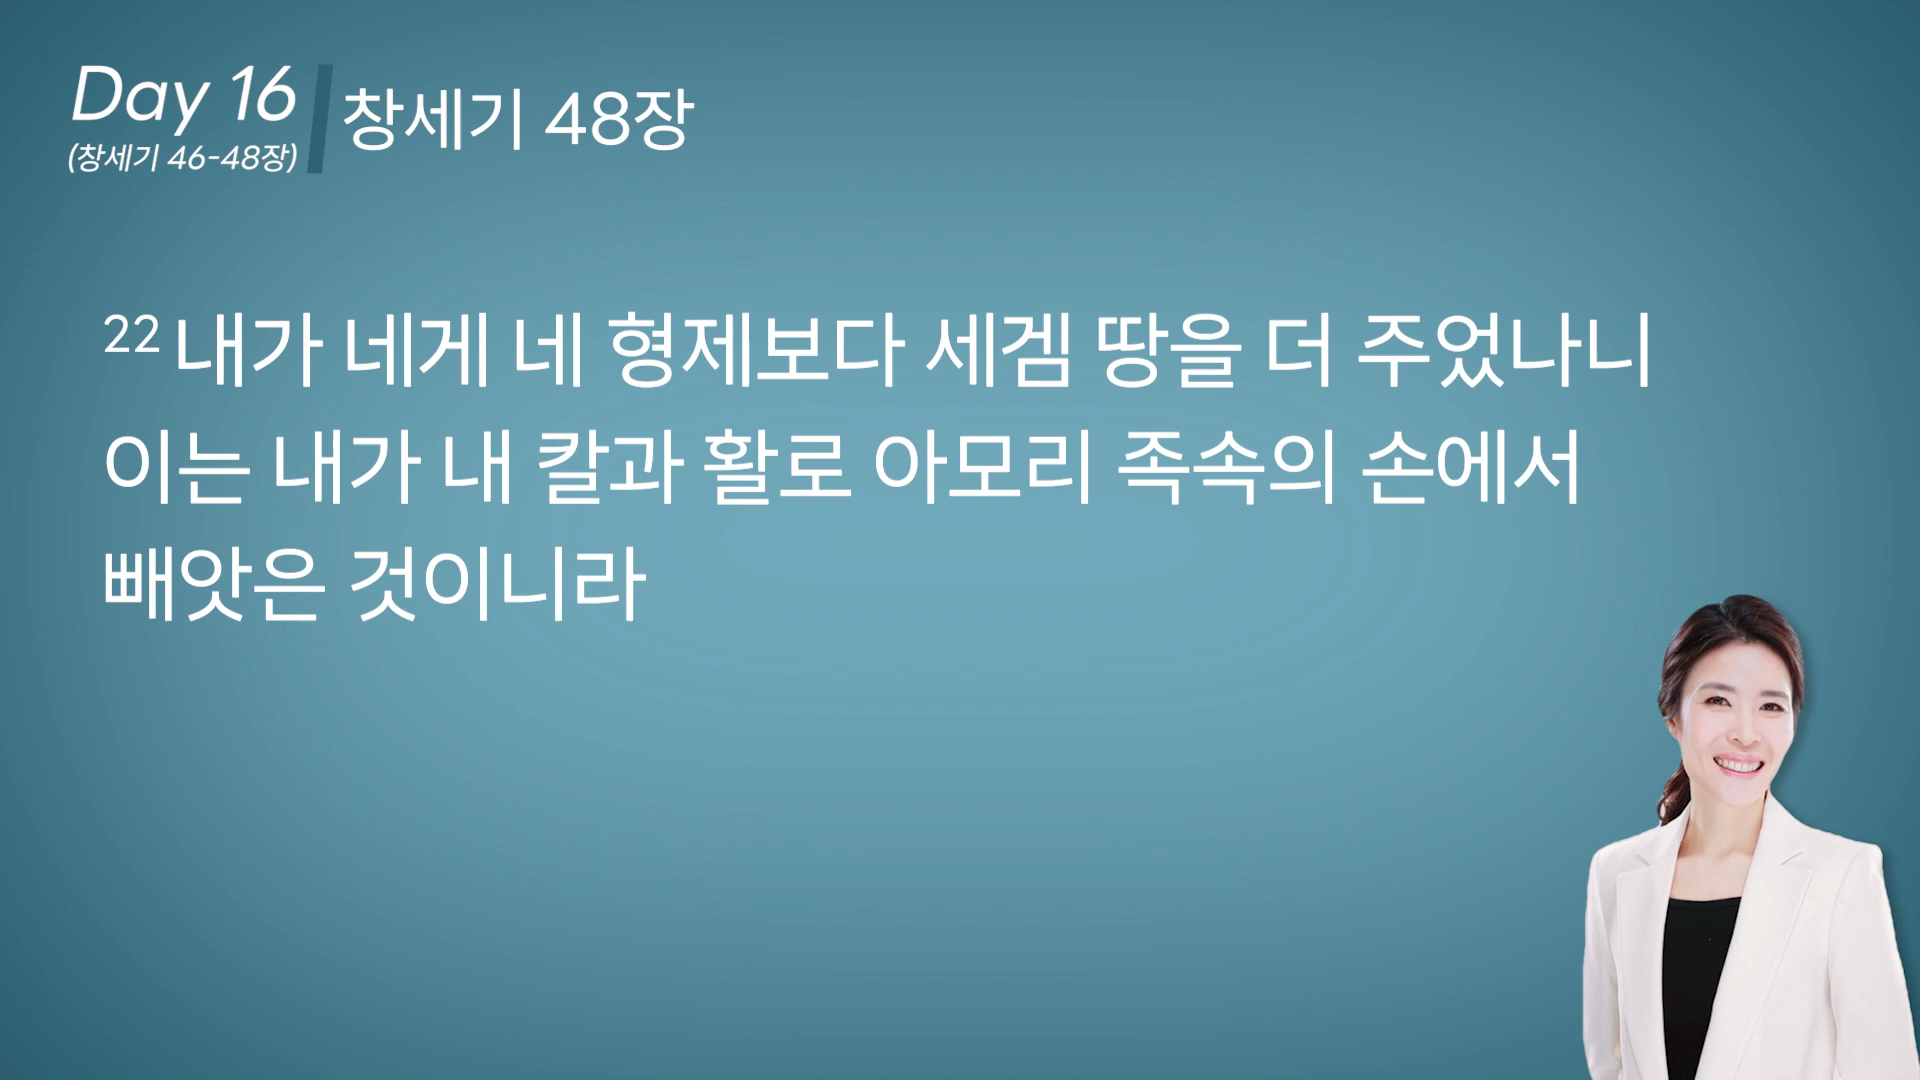 Day 16
(창세기 46-48장)
창세기 48장
22 내가 네게 네 형제보다 세겜 땅을 더 주었나니
이는 내가 내 칼과 활로 아모리 족속의 손에서
빼앗은 것이니라